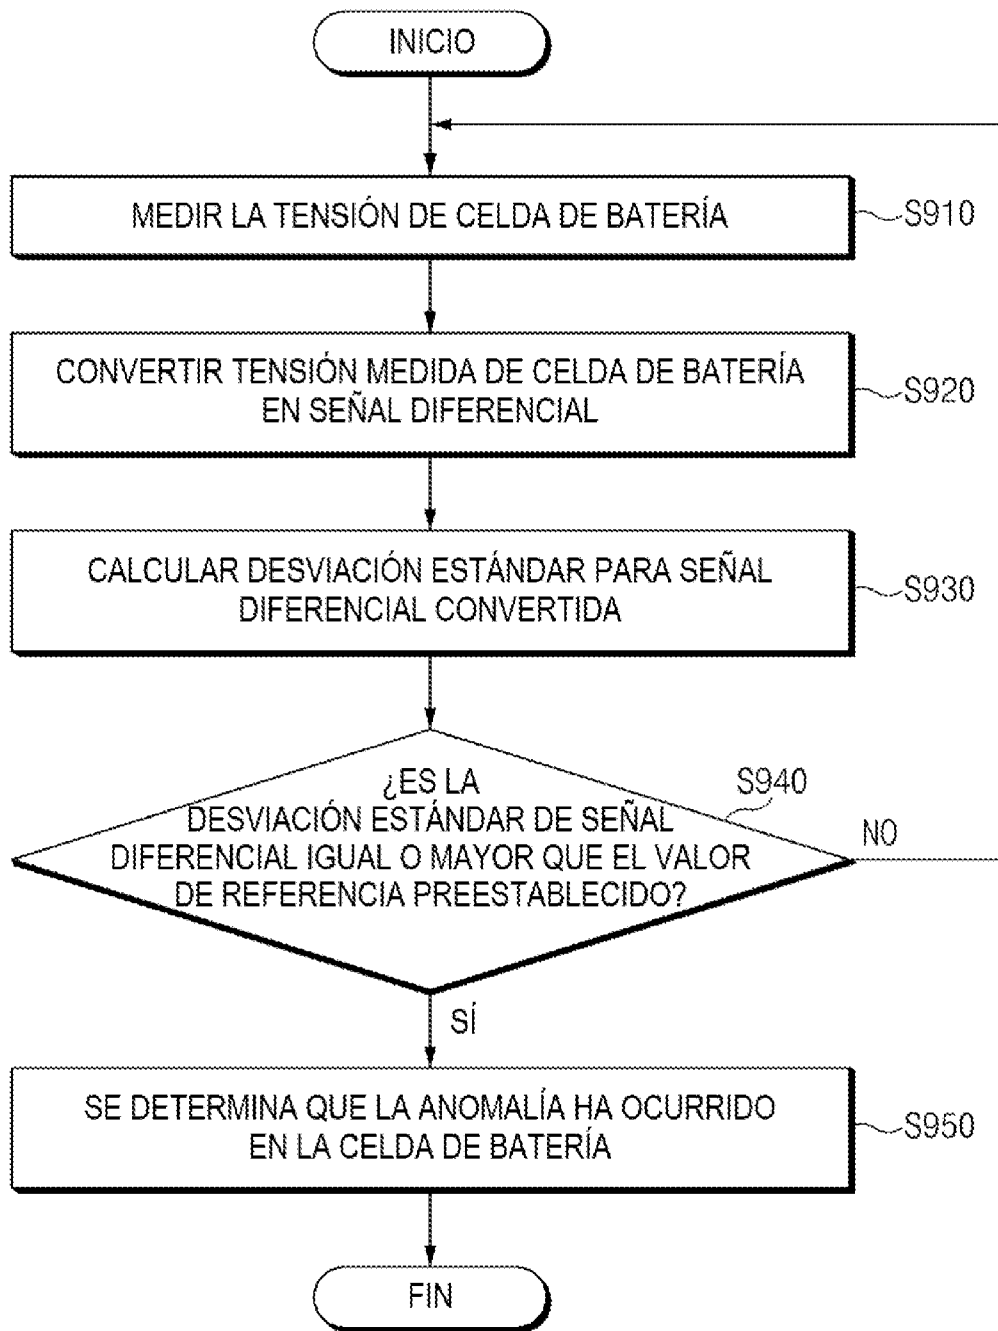 INICIO
MEDIR LA TENSIÓN DE CELDA DE BATERÍA
S910
CONVERTIR TENSIÓN MEDIDA DE CELDA DE BATERÍA
EN SEÑAL DIFERENCIAL
S920
CALCULAR DESVIACIÓN ESTÁNDAR PARA SEÑAL
DIFERENCIAL CONVERTIDA
S930
¿ES LA
DESVIACIÓN ESTÁNDAR DE SEÑAL
DIFERENCIAL IGUAL O MAYOR QUE EL VALOR
DE REFERENCIA PREESTABLECIDO?
S940
NO
SÍ
SE DETERMINA QUE LA ANOMALÍA HA OCURRIDO
EN LA CELDA DE BATERÍA
S950
FIN